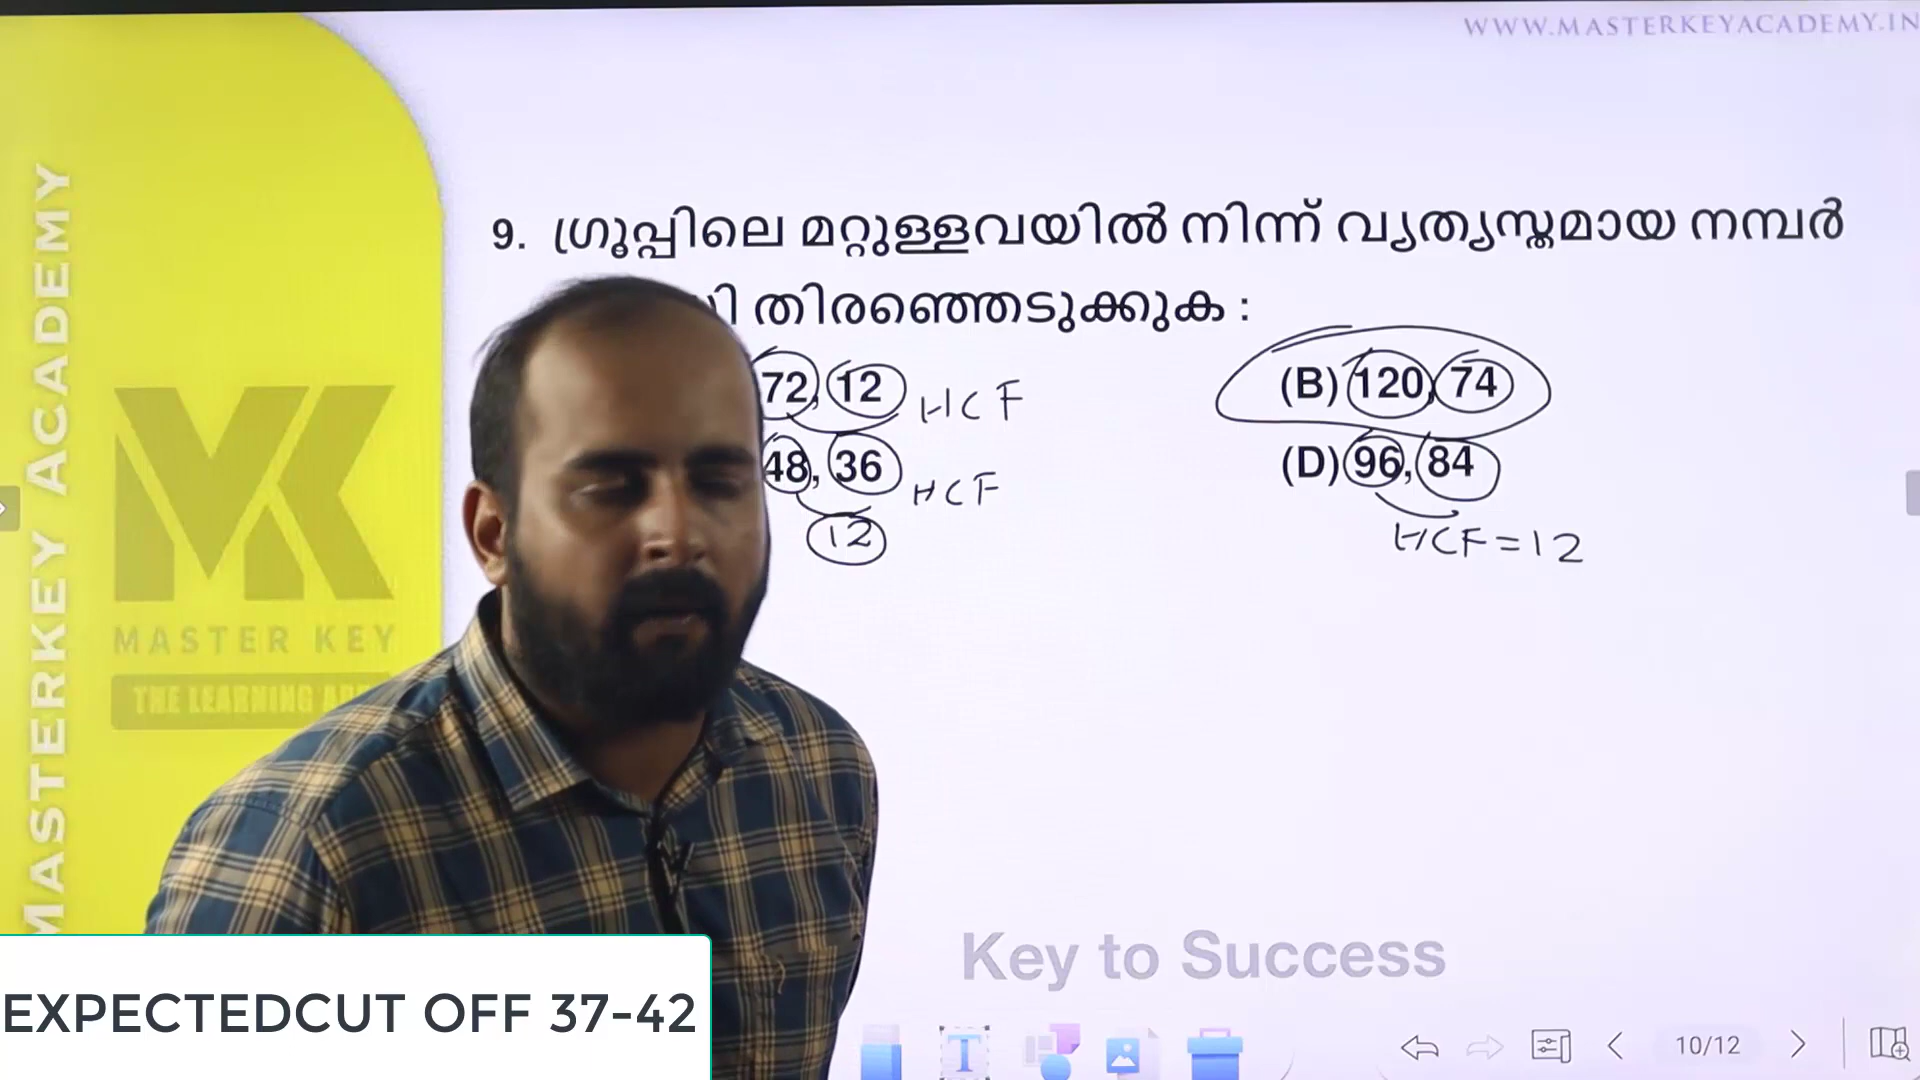 WWW.MASTERKEYACADEMY.IN
9. ഗ്രൂപ്പിലെ മറ്റുള്ളവയിൽ നിന്ന് വ്യത്യസ്തമായ നമ്പർ
തിരഞ്ഞെടുക്കുക :
72, 12 HCF
(B) 120, 74
48, 36 HCF
(D) 96, 84
12
HCF = 12
MASTERKEY ACADEMY
MASTER KEY
THE LEARNING
Key to Success
EXPECTEDCUT OFF 37-42
T
10/12